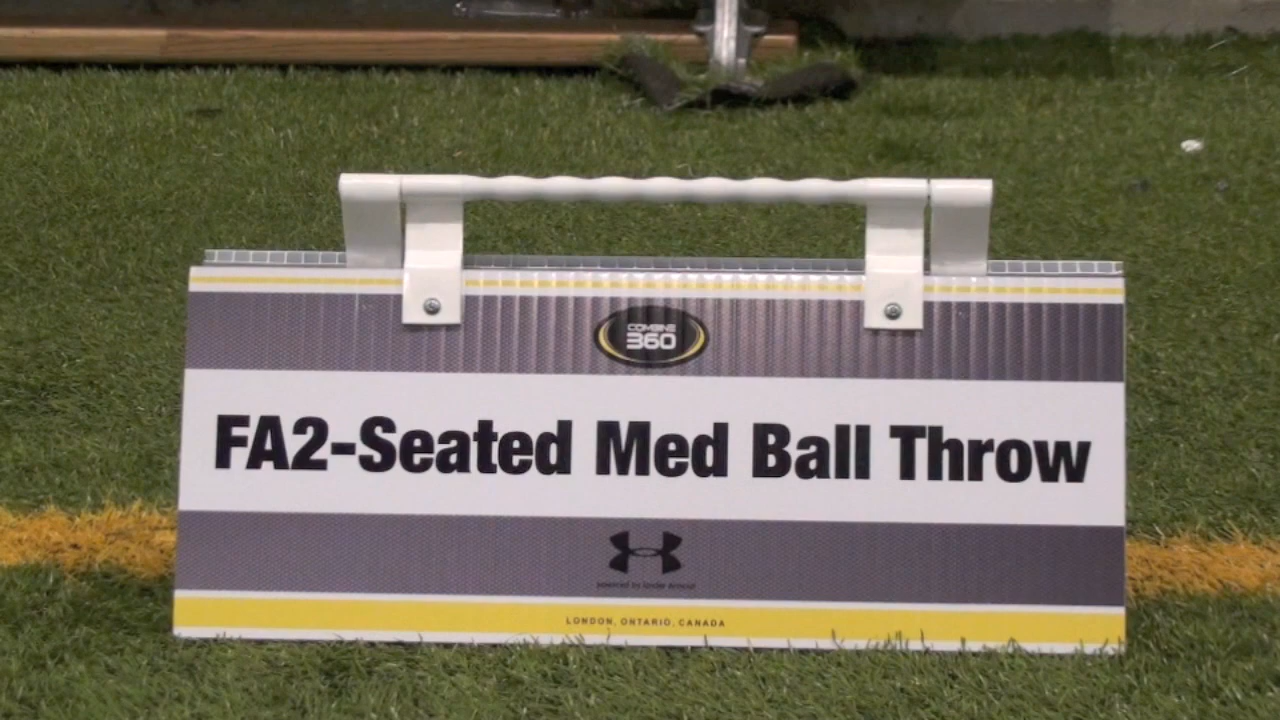 COMBINE
360
FA2-Seated Med Ball Throw
powered by Under Armour
LONDON, ONTARIO, CANADA